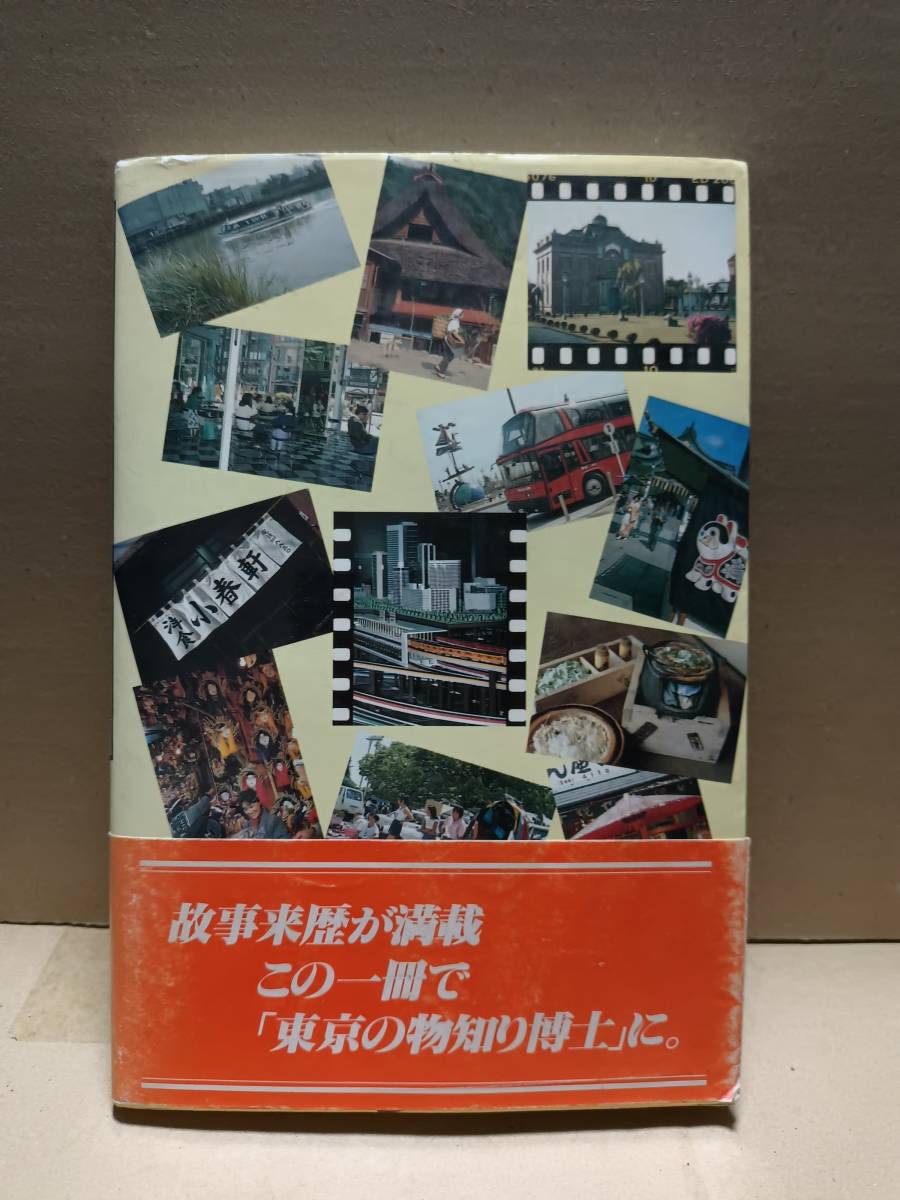 洋食小春軒
故事来歴が満載
この一冊で
「東京の物知り博士」に。